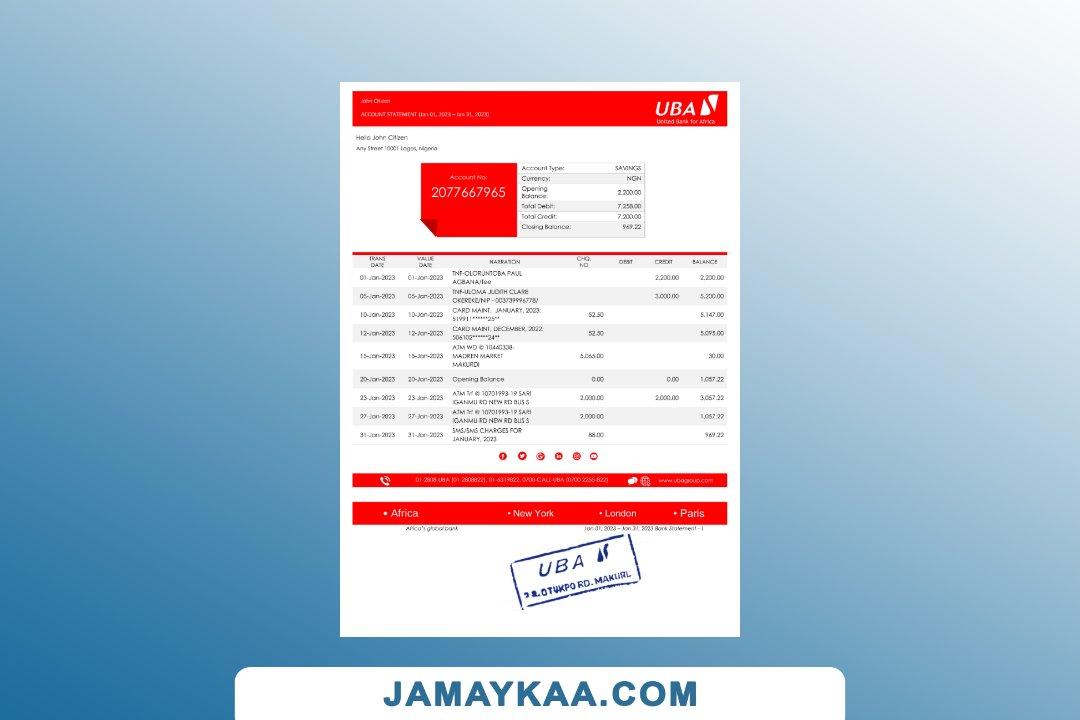 John Citizen
ACCOUNT STATEMENT (Jan 01, 2023 – Jan 31, 2023)
UBA
United Bank for Africa
Hello John Citizen
Any Street 10001 Lagos, Nigeria
Account No:
2077667965
Account Type: SAVINGS
Currency: NGN
Opening Balance: 2,200.00
Total Debit: 7,258.00
Total Credit: 7,200.00
Closing Balance: 969.22
TRANS DATE VALUE DATE NARRATION CHQ. NO DEBIT CREDIT BALANCE
01-Jan-2023 01-Jan-2023 TNF-OLORUNTOBA PAUL 2,200.00 2,200.00
AGBANA/fee
05-Jan-2023 05-Jan-2023 TNF-ULOMA JUDITH CLARE 3,000.00 5,200.00
OKEREKE/NIP - 003739996778/
10-Jan-2023 10-Jan-2023 CARD MAINT, JANUARY, 2023: 52.50 5,147.00
519911******25**
12-Jan-2023 12-Jan-2023 CARD MAINT, DECEMBER, 2022: 52.50 5,095.00
506102******24**
15-Jan-2023 15-Jan-2023 ATM WD @ 10440338- 5,065.00 30.00
MADREN MARKET
MAKURDI
20-Jan-2023 20-Jan-2023 Opening Balance 0.00 0.00 1,057.22
23-Jan-2023 23-Jan-2023 ATM Trf @ 10701993-19 SARI 2,000.00 2,000.00 3,057.22
IGANMU RD NEW RD BUS S
27-Jan-2023 27-Jan-2023 ATM Trf @ 10701993-19 SARI 2,000.00 1,057.22
IGANMU RD NEW RD BUS S
31-Jan-2023 31-Jan-2023 SMS/SMS CHARGES FOR 88.00 969.22
JANUARY, 2023
01-2808-UBA (01-2808822), 01-6319822, 0700-CALL-UBA (0700 2255-822) www.ubagroup.com
• Africa • New York • London • Paris
Africa's global bank Jan 01, 2023 – Jan 31, 2023 Bank Statement - 1
UBA
OTUKPO RD.
JAMAYKAA.COM